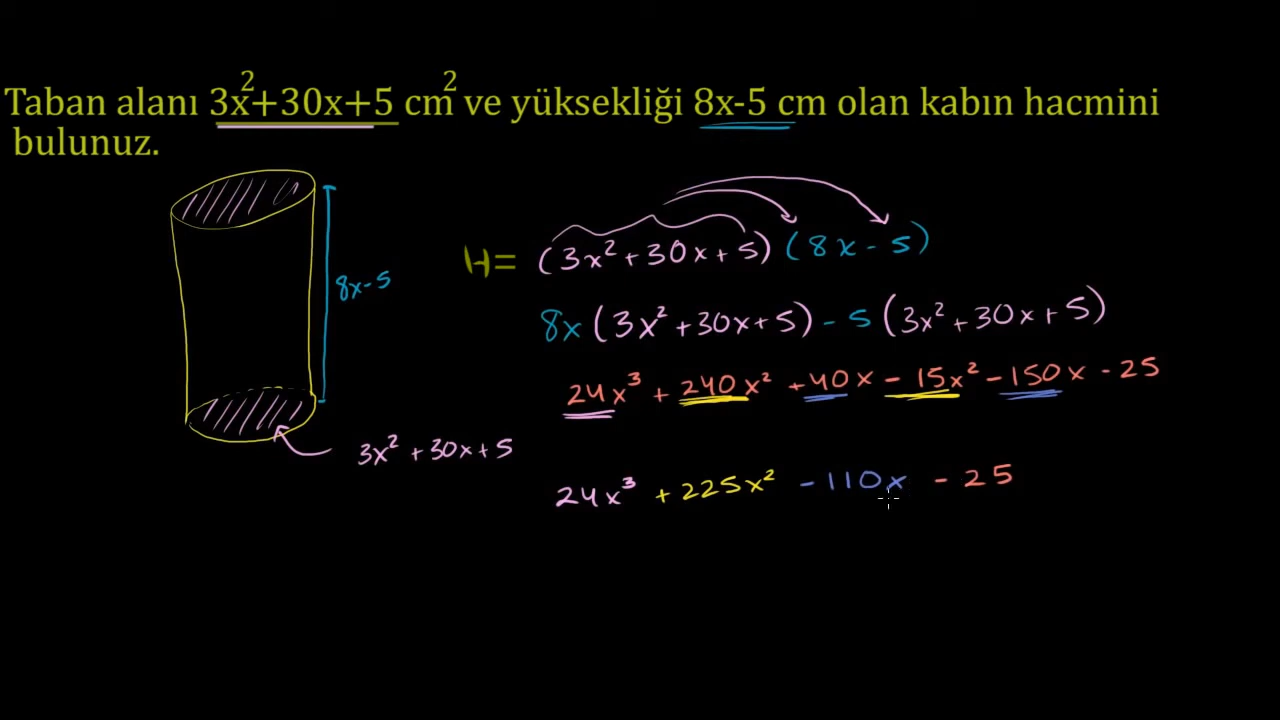 Taban alanı 3x²+30x+5 cm² ve yüksekliği 8x-5 cm olan kabın hacmini
bulunuz.
H= (3x²+30x+5) (8x-5)
8x-5
8x (3x²+30x+5) -5 (3x²+30x+5)
24x³ + 240x² +40x -15x² -150x -25
3x² +30x+5
24x³ +225x² -110x -25